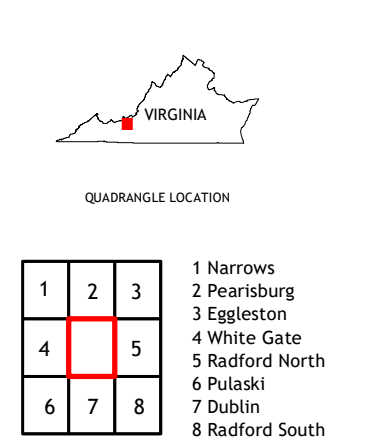 VIRGINIA
QUADRANGLE LOCATION
1 2 3
4 5
6 7 8
1 Narrows
2 Pearisburg
3 Eggleston
4 White Gate
5 Radford North
6 Pulaski
7 Dublin
8 Radford South